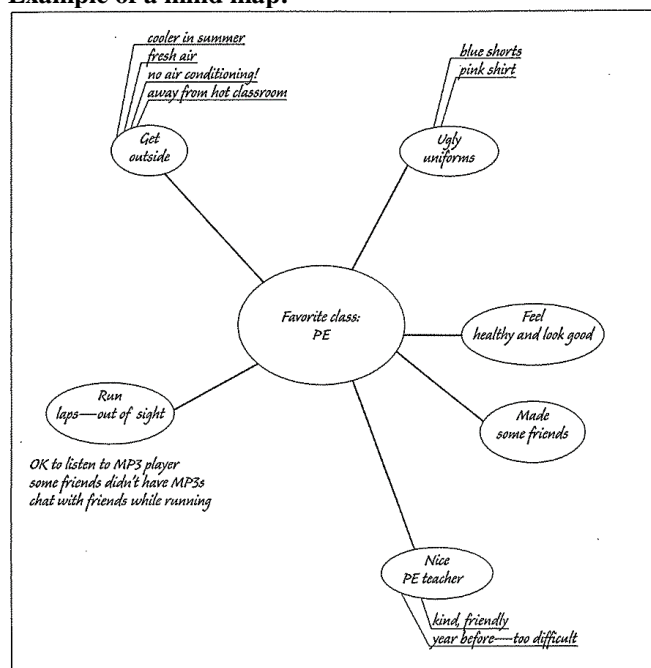 Example of a mind map:
cooler in summer
fresh air
no air conditioning!
away from hot classroom
Get
outside
blue shorts
pink shirt
Ugly
uniforms
Favorite class:
PE
Feel
healthy and look good
Run
laps—out of sight
OK to listen to MP3 player
some friends didn't have MP3s
chat with friends while running
Made
some friends
Nice
PE teacher
kind, friendly
year before—too difficult